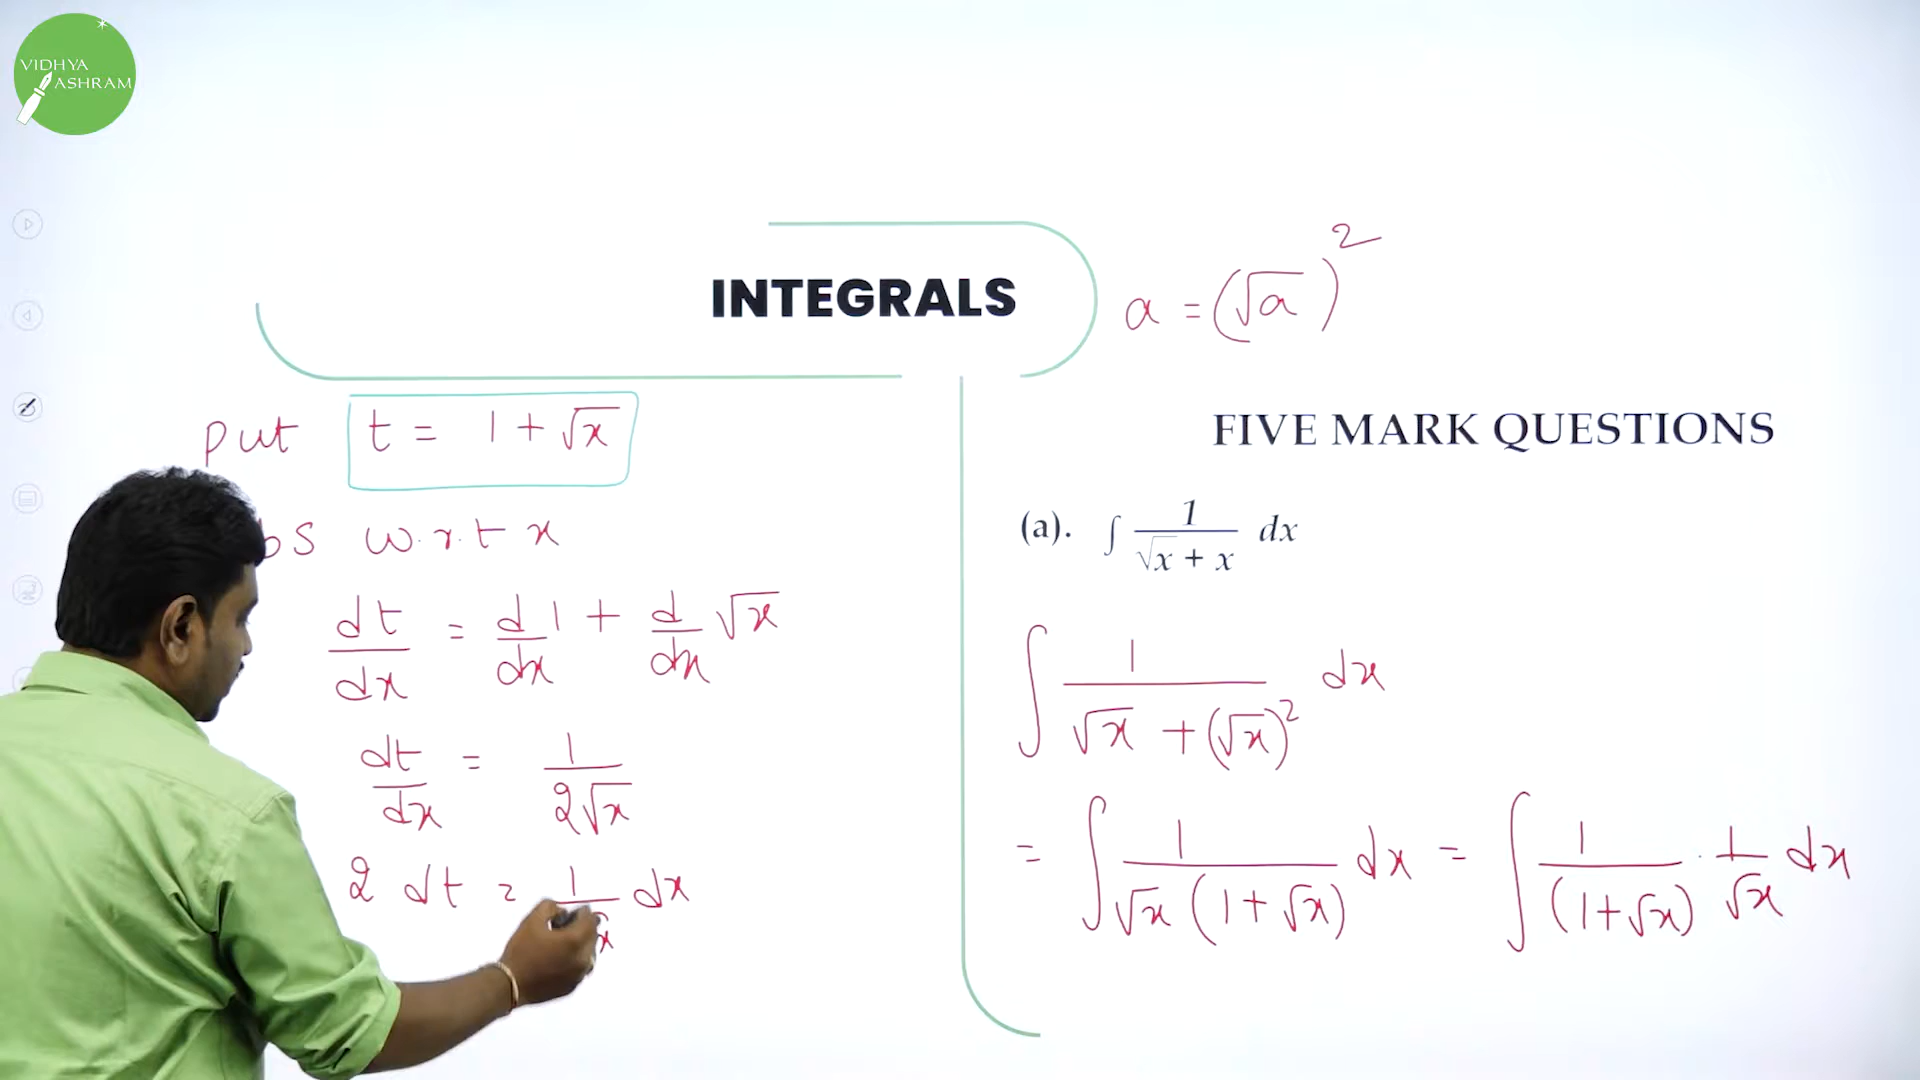 VIDHYA
ASHRAM
INTEGRALS
a = (√a)²
put t = 1 + √x
bs w.r.t x
dt/dx = d/dx 1 + d/dx √x
dt/dx = 1/2√x
2 dt = 1/√x dx
FIVE MARK QUESTIONS
(a). ∫ 1/(√x + x) dx
∫ 1/(√x + (√x)²) dx
= ∫ 1/(√x (1+√x)) dx = ∫ 1/(1+√x) · 1/√x dx